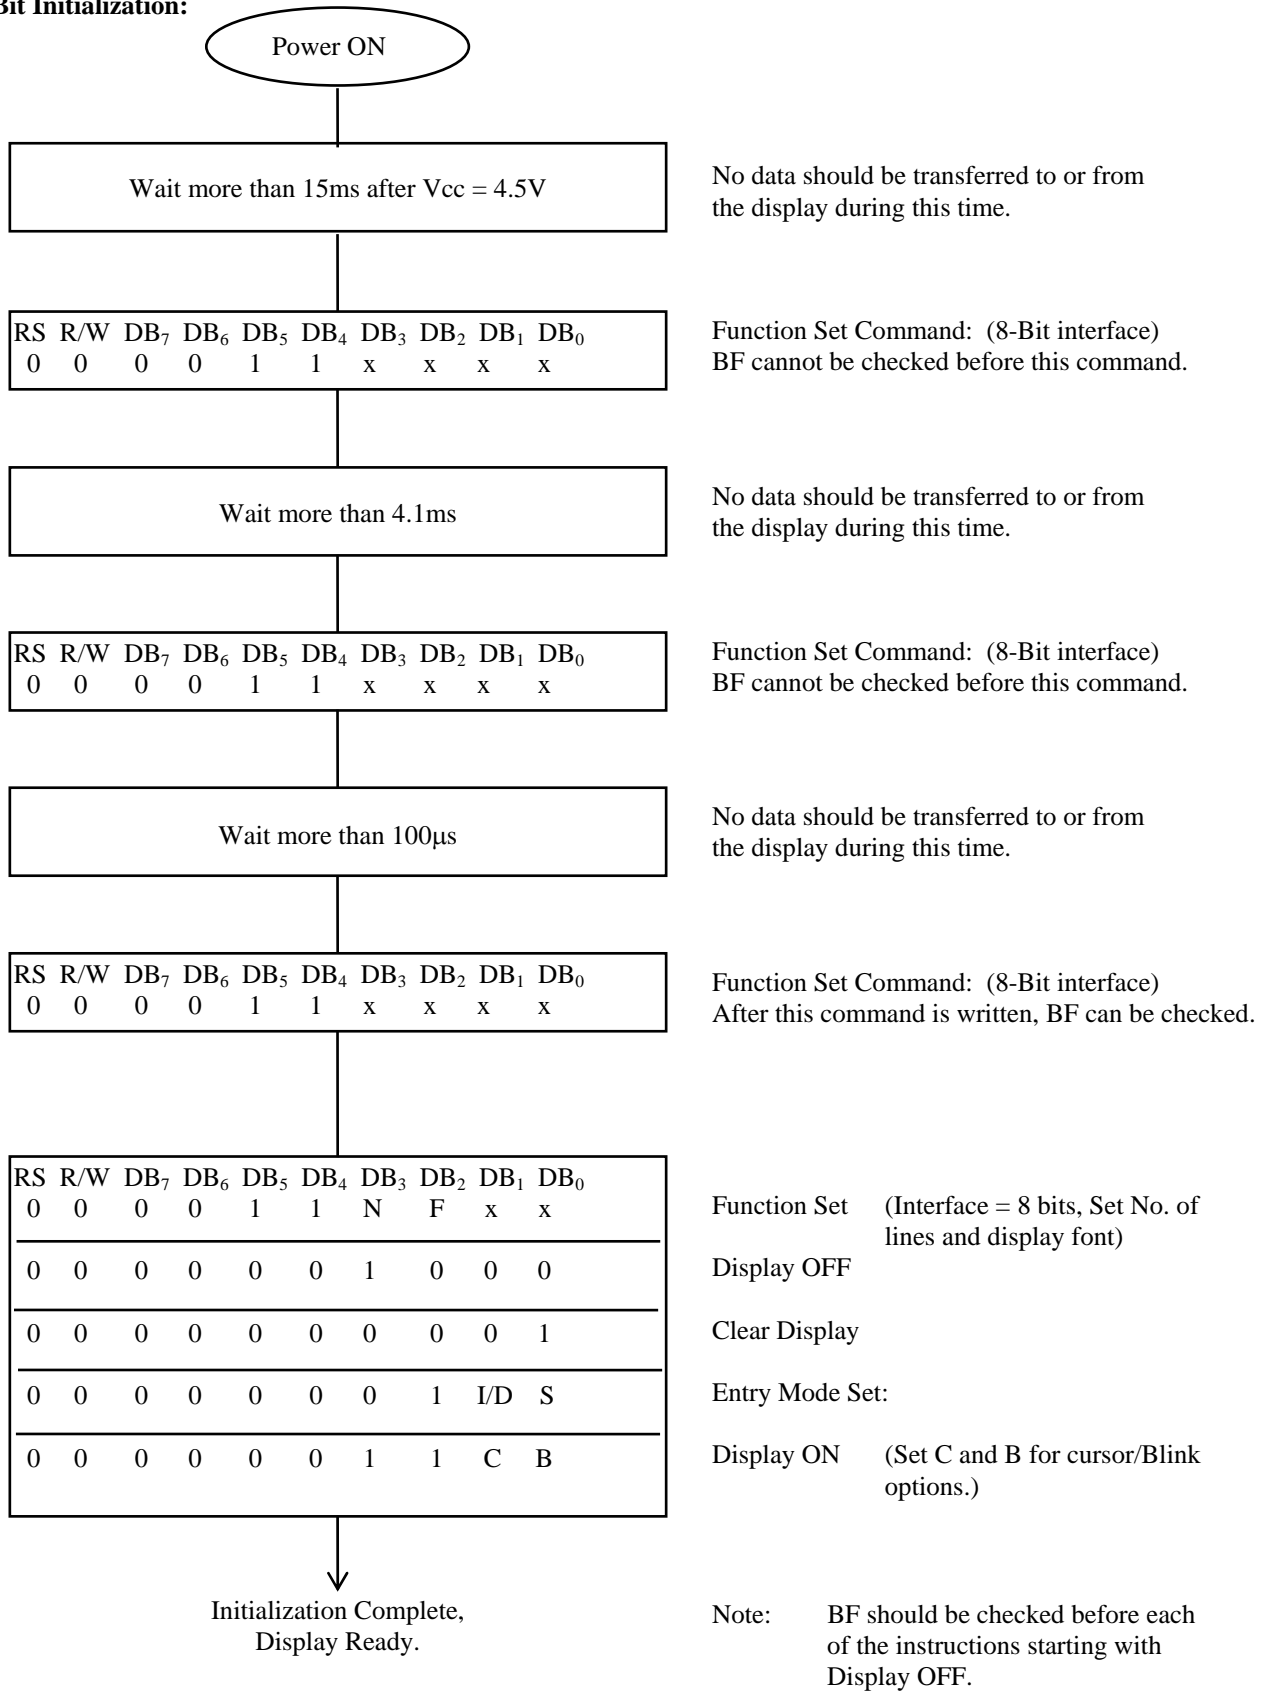 Bit Initialization:
Power ON
Wait more than 15ms after Vcc = 4.5V
No data should be transferred to or from
the display during this time.
RS R/W DB₇ DB₆ DB₅ DB₄ DB₃ DB₂ DB₁ DB₀
0 0 0 0 1 1 x x x x
Function Set Command: (8-Bit interface)
BF cannot be checked before this command.
Wait more than 4.1ms
No data should be transferred to or from
the display during this time.
RS R/W DB₇ DB₆ DB₅ DB₄ DB₃ DB₂ DB₁ DB₀
0 0 0 0 1 1 x x x x
Function Set Command: (8-Bit interface)
BF cannot be checked before this command.
Wait more than 100μs
No data should be transferred to or from
the display during this time.
RS R/W DB₇ DB₆ DB₅ DB₄ DB₃ DB₂ DB₁ DB₀
0 0 0 0 1 1 x x x x
Function Set Command: (8-Bit interface)
After this command is written, BF can be checked.
RS R/W DB₇ DB₆ DB₅ DB₄ DB₃ DB₂ DB₁ DB₀
0 0 0 0 1 1 N F x x
Function Set (Interface = 8 bits, Set No. of
lines and display font)
0 0 0 0 0 0 1 0 0 0
Display OFF
0 0 0 0 0 0 0 0 0 1
Clear Display
0 0 0 0 0 0 0 1 I/D S
Entry Mode Set:
0 0 0 0 0 0 1 1 C B
Display ON (Set C and B for cursor/Blink
options.)
Initialization Complete,
Display Ready.
Note: BF should be checked before each
of the instructions starting with
Display OFF.